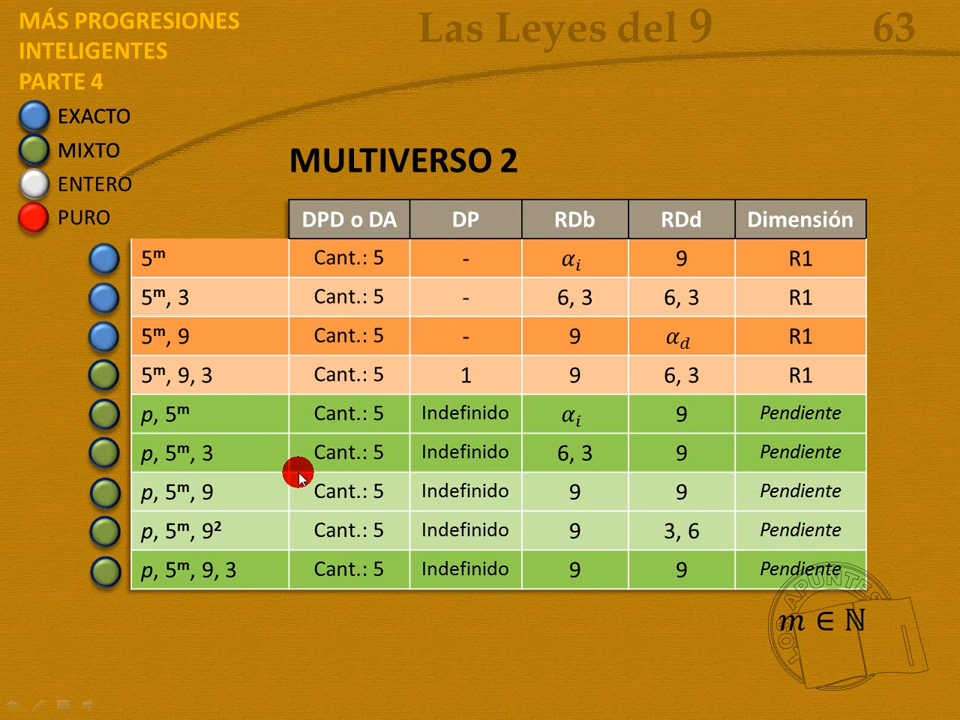 MÁS PROGRESIONES
INTELIGENTES
PARTE 4
Las Leyes del 9
63
EXACTO
MIXTO
ENTERO
PURO
MULTIVERSO 2
DPD o DA DP RDb RDd Dimensión
5ᵐ Cant.: 5 - αᵢ 9 R1
5ᵐ, 3 Cant.: 5 - 6, 3 6, 3 R1
5ᵐ, 9 Cant.: 5 - 9 α_d R1
5ᵐ, 9, 3 Cant.: 5 1 9 6, 3 R1
p, 5ᵐ Cant.: 5 Indefinido αᵢ 9 Pendiente
p, 5ᵐ, 3 Cant.: 5 Indefinido 6, 3 9 Pendiente
p, 5ᵐ, 9 Cant.: 5 Indefinido 9 9 Pendiente
p, 5ᵐ, 9² Cant.: 5 Indefinido 9 3, 6 Pendiente
p, 5ᵐ, 9, 3 Cant.: 5 Indefinido 9 9 Pendiente
m ∈ ℕ